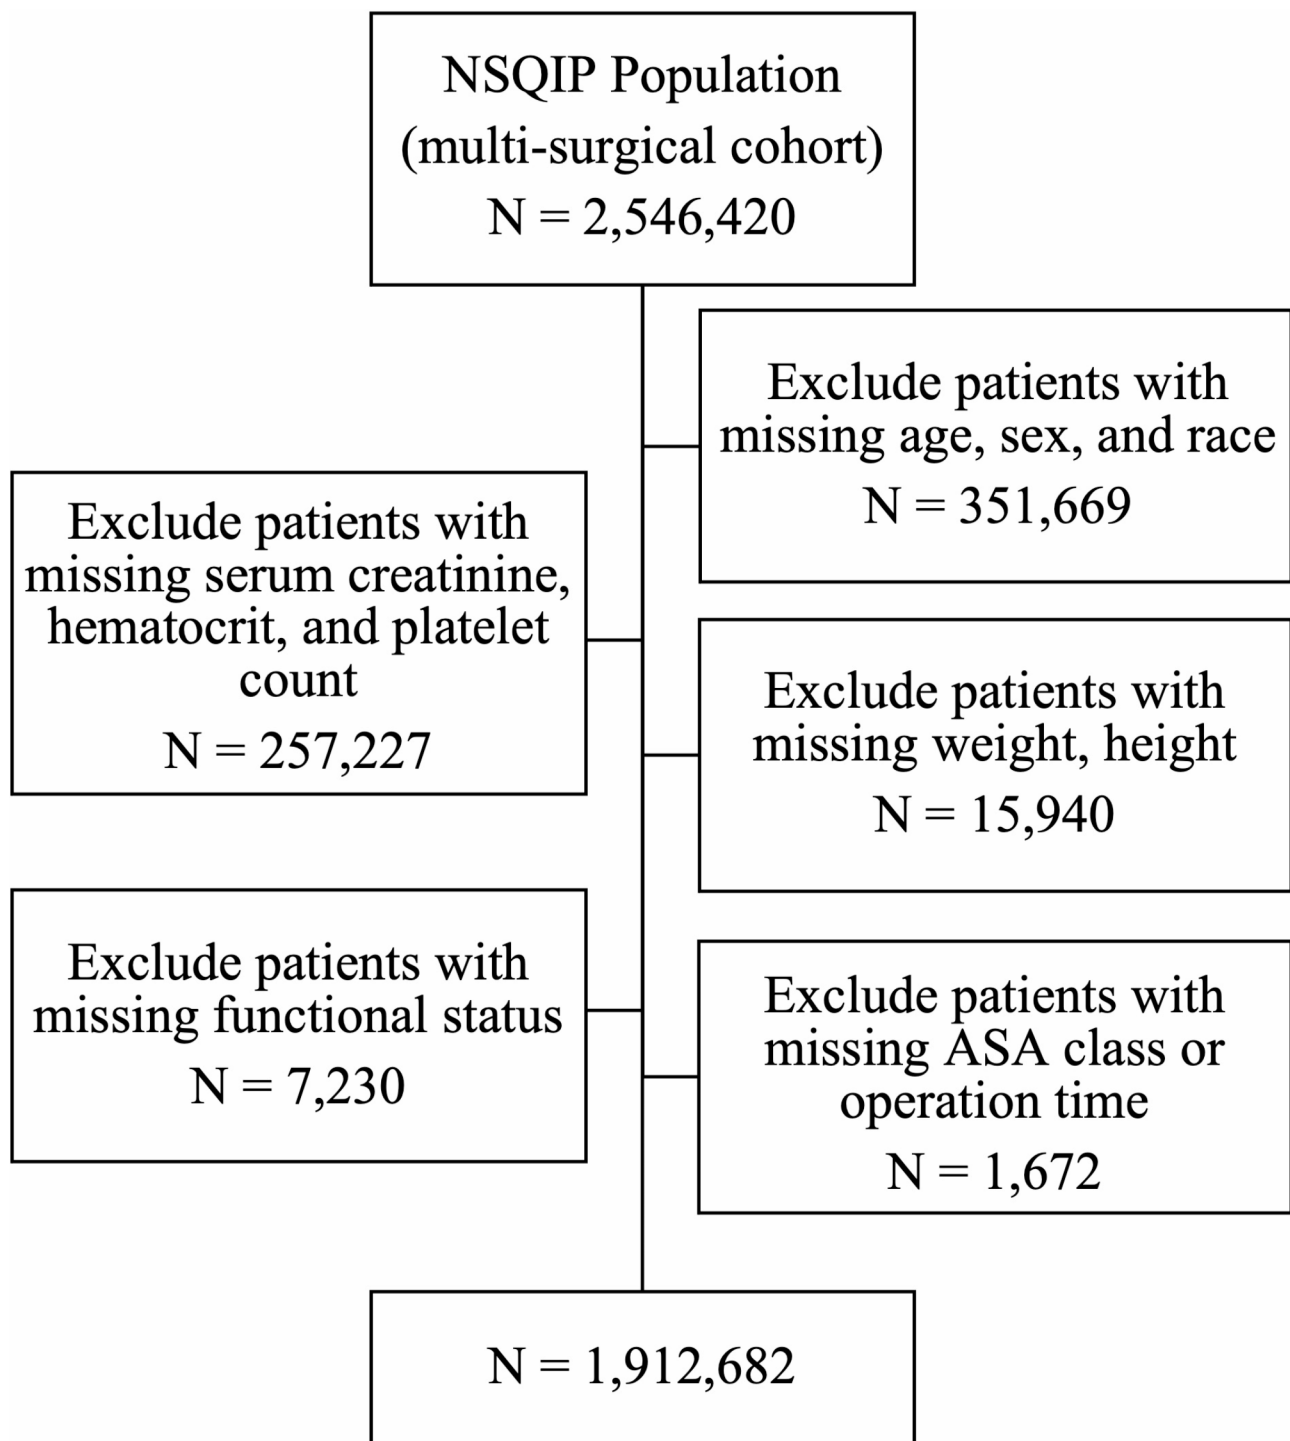 NSQIP Population
(multi-surgical cohort)
N = 2,546,420
Exclude patients with
missing age, sex, and race
N = 351,669
Exclude patients with
missing serum creatinine,
hematocrit, and platelet
count
N = 257,227
Exclude patients with
missing weight, height
N = 15,940
Exclude patients with
missing functional status
N = 7,230
Exclude patients with
missing ASA class or
operation time
N = 1,672
N = 1,912,682